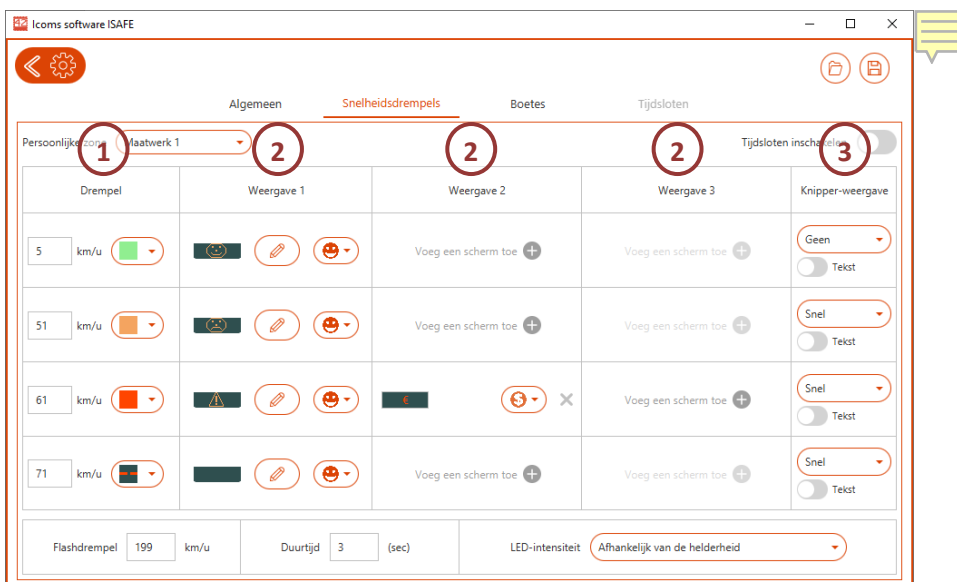 Icoms software ISAFE
Algemeen Snelheidsdrempels Boetes Tijdsloten
Persoonlijke zone Maatwerk 1 Tijdsloten inschakelen
1 2 2 2 3
Drempel Weergave 1 Weergave 2 Weergave 3 Knipper-weergave
5 km/u Voeg een scherm toe Voeg een scherm toe Geen
Tekst
51 km/u Voeg een scherm toe Voeg een scherm toe Snel
Tekst
61 km/u € Voeg een scherm toe Snel
Tekst
71 km/u Voeg een scherm toe Voeg een scherm toe Snel
Tekst
Flashdrempel 199 km/u Duurtijd 3 (sec) LED-intensiteit Afhankelijk van de helderheid